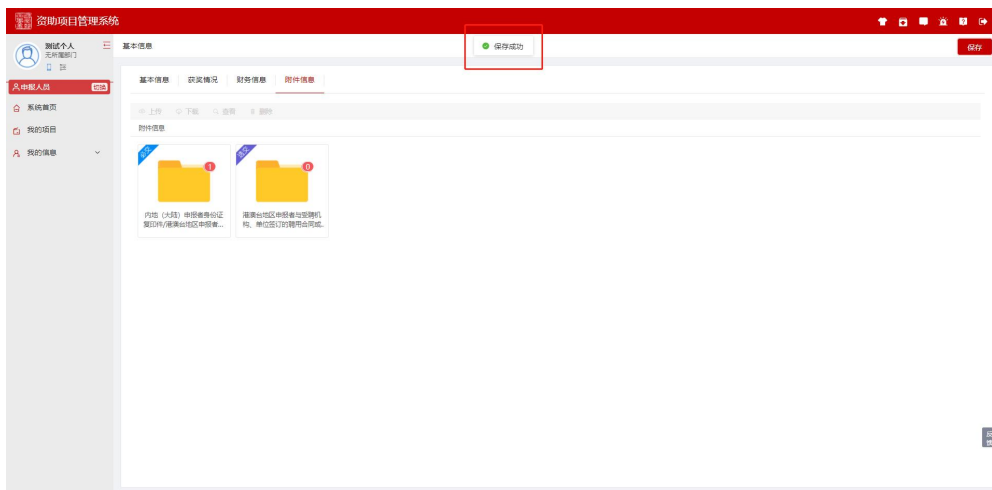 资助项目管理系统
测试个人
无所属部门
基本信息
保存成功
保存
申报人员
切换
基本信息
获奖情况
财务信息
附件信息
系统首页
上传
下载
查看
删除
我的项目
附件信息
我的信息
必交
1
选交
0
内地（大陆）申报者身份证
复印件/港澳台地区申报者...
港澳台地区申报者与受聘机
构、单位签订的聘用合同或...